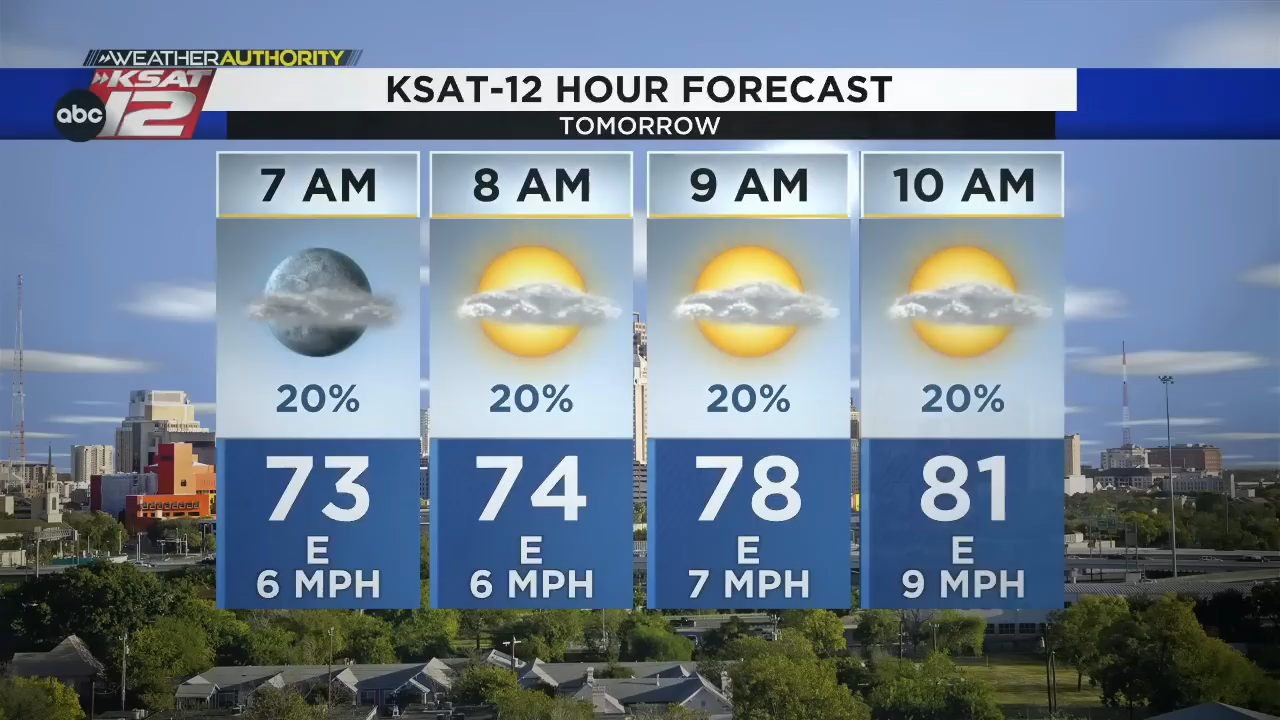 WEATHERAUTHORITY
KSAT
abc 12
KSAT-12 HOUR FORECAST
TOMORROW
7 AM 8 AM 9 AM 10 AM
20% 20% 20% 20%
73 74 78 81
E E E E
6 MPH 6 MPH 7 MPH 9 MPH